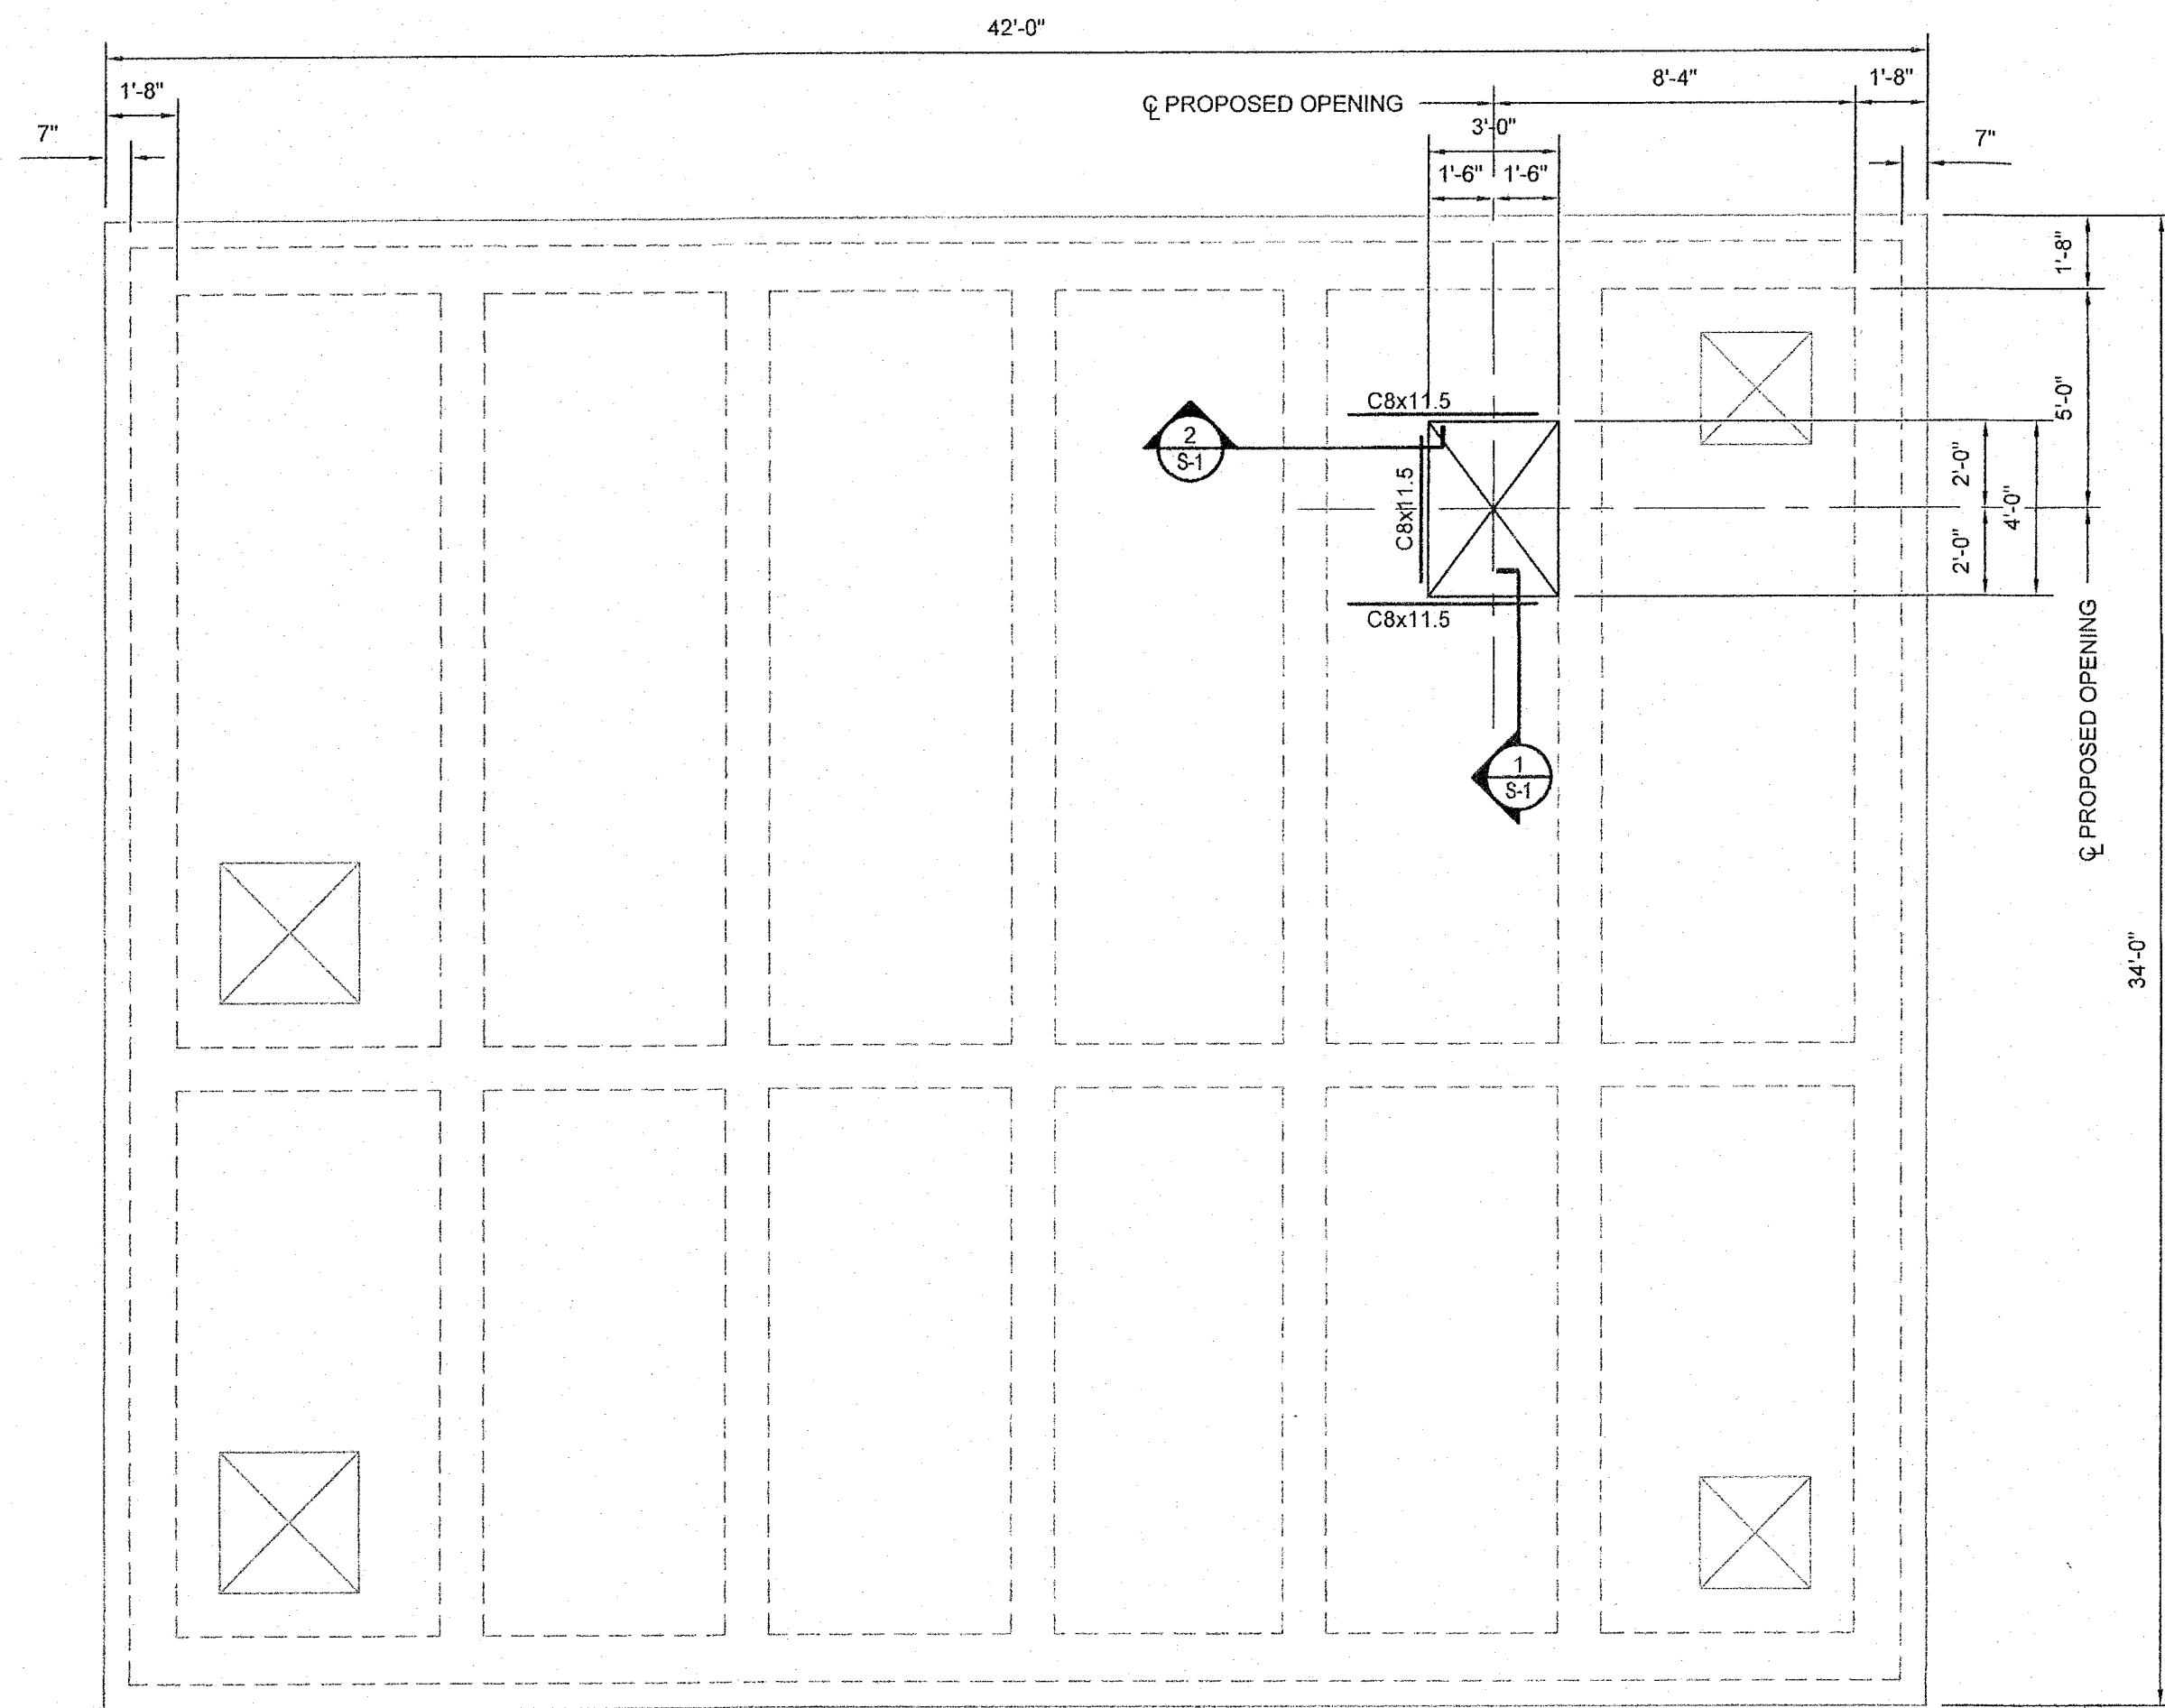 42'-0"
1'-8"
8'-4"
1'-8"
℄ PROPOSED OPENING
7"
3'-0"
7"
1'-6"
1'-6"
1'-8"
5'-0"
C8x11.5
2
S-1
C8x11.5
2'-0"
4'-0"
2'-0"
C8x11.5
℄ PROPOSED OPENING
1
S-1
34'-0"